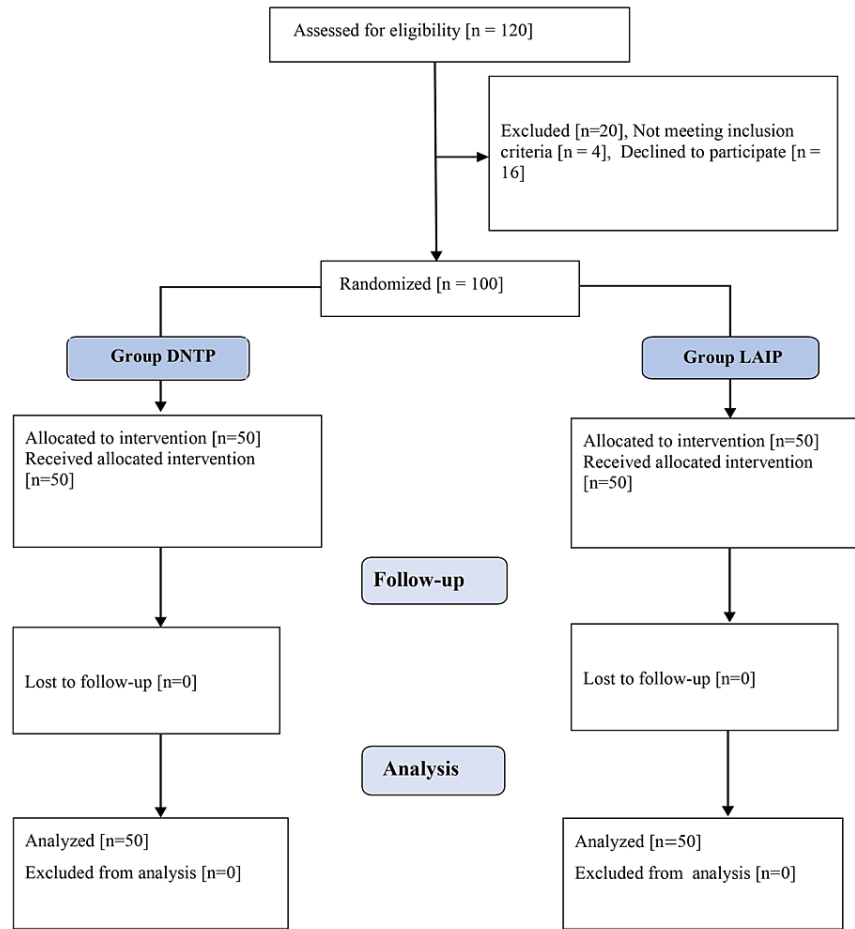 Assessed for eligibility [n = 120]
Excluded [n=20], Not meeting inclusion
criteria [n = 4], Declined to participate [n =
16]
Randomized [n = 100]
Group DNTP
Group LAIP
Allocated to intervention [n=50]
Received allocated intervention
[n=50]
Allocated to intervention [n=50]
Received allocated intervention
[n=50]
Follow-up
Lost to follow-up [n=0]
Lost to follow-up [n=0]
Analysis
Analyzed [n=50]
Excluded from analysis [n=0]
Analyzed [n=50]
Excluded from analysis [n=0]